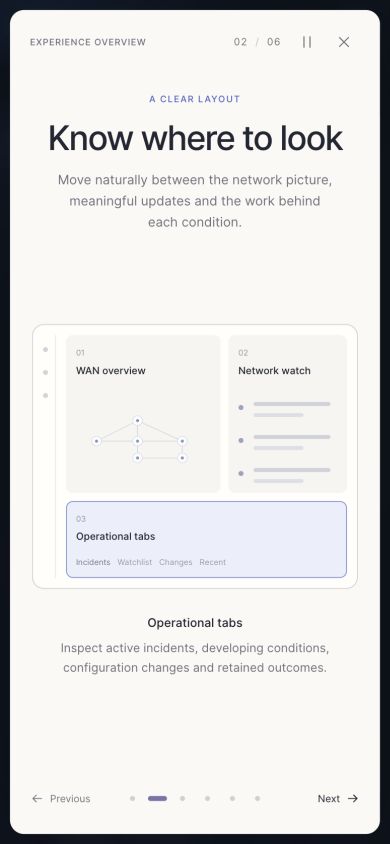 EXPERIENCE OVERVIEW
02 / 06
A CLEAR LAYOUT
Know where to look
Move naturally between the network picture,
meaningful updates and the work behind
each condition.
01
WAN overview
02
Network watch
03
Operational tabs
Incidents Watchlist Changes Recent
Operational tabs
Inspect active incidents, developing conditions,
configuration changes and retained outcomes.
Previous
Next